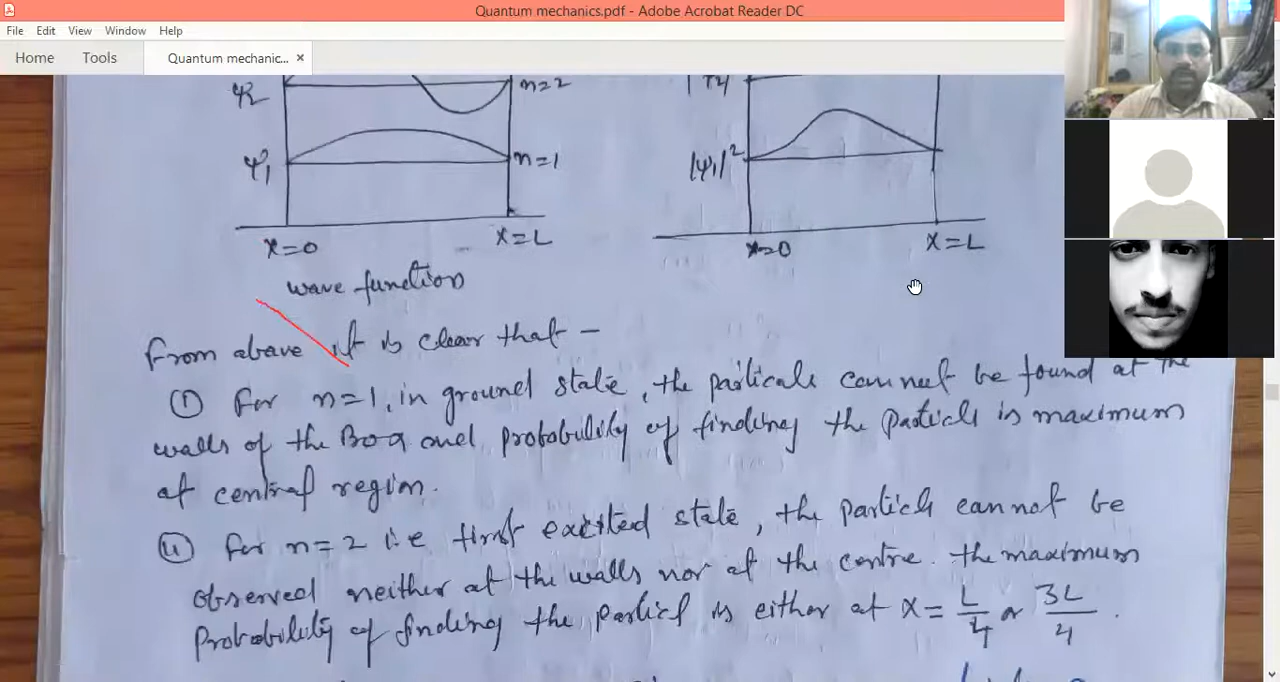 Quantum mechanics.pdf - Adobe Acrobat Reader DC
File Edit View Window Help
Home Tools Quantum mechanic... ×
ψ2 n=2
ψ1 n=1
|ψ1|²
x=0 x=L
x=0 x=L
wave function
From above it is clear that —
(i) For n=1, in ground state, the particals cannot be found at the
walls of the Box and probability of finding the particle is maximum
at central region.
(ii) For n=2 i.e first excited state, the particle cannot be
observed neither at the walls nor at the centre. the maximum
Probability of finding the particl is either at x = L/4 or 3L/4 .